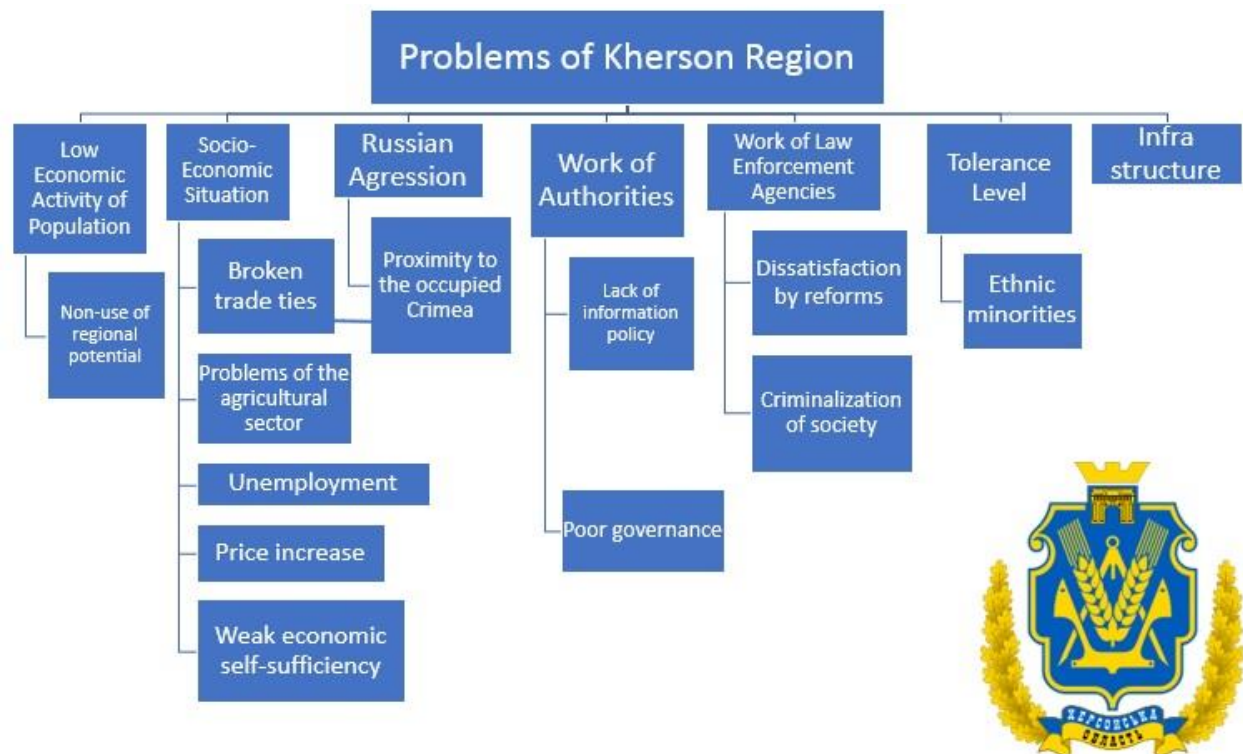 Problems of Kherson Region
Low
Economic
Activity of
Population
Non-use of
regional
potential
Socio-
Economic
Situation
Broken
trade ties
Problems of the
agricultural
sector
Unemployment
Price increase
Weak economic
self-sufficiency
Russian
Agression
Proximity to
the occupied
Crimea
Work of
Authorities
Lack of
information
policy
Poor governance
Work of Law
Enforcement
Agencies
Dissatisfaction
by reforms
Criminalization
of society
Tolerance
Level
Ethnic
minorities
Infra
structure
ХЕРСОНСЬКА
ОБЛАСТЬ